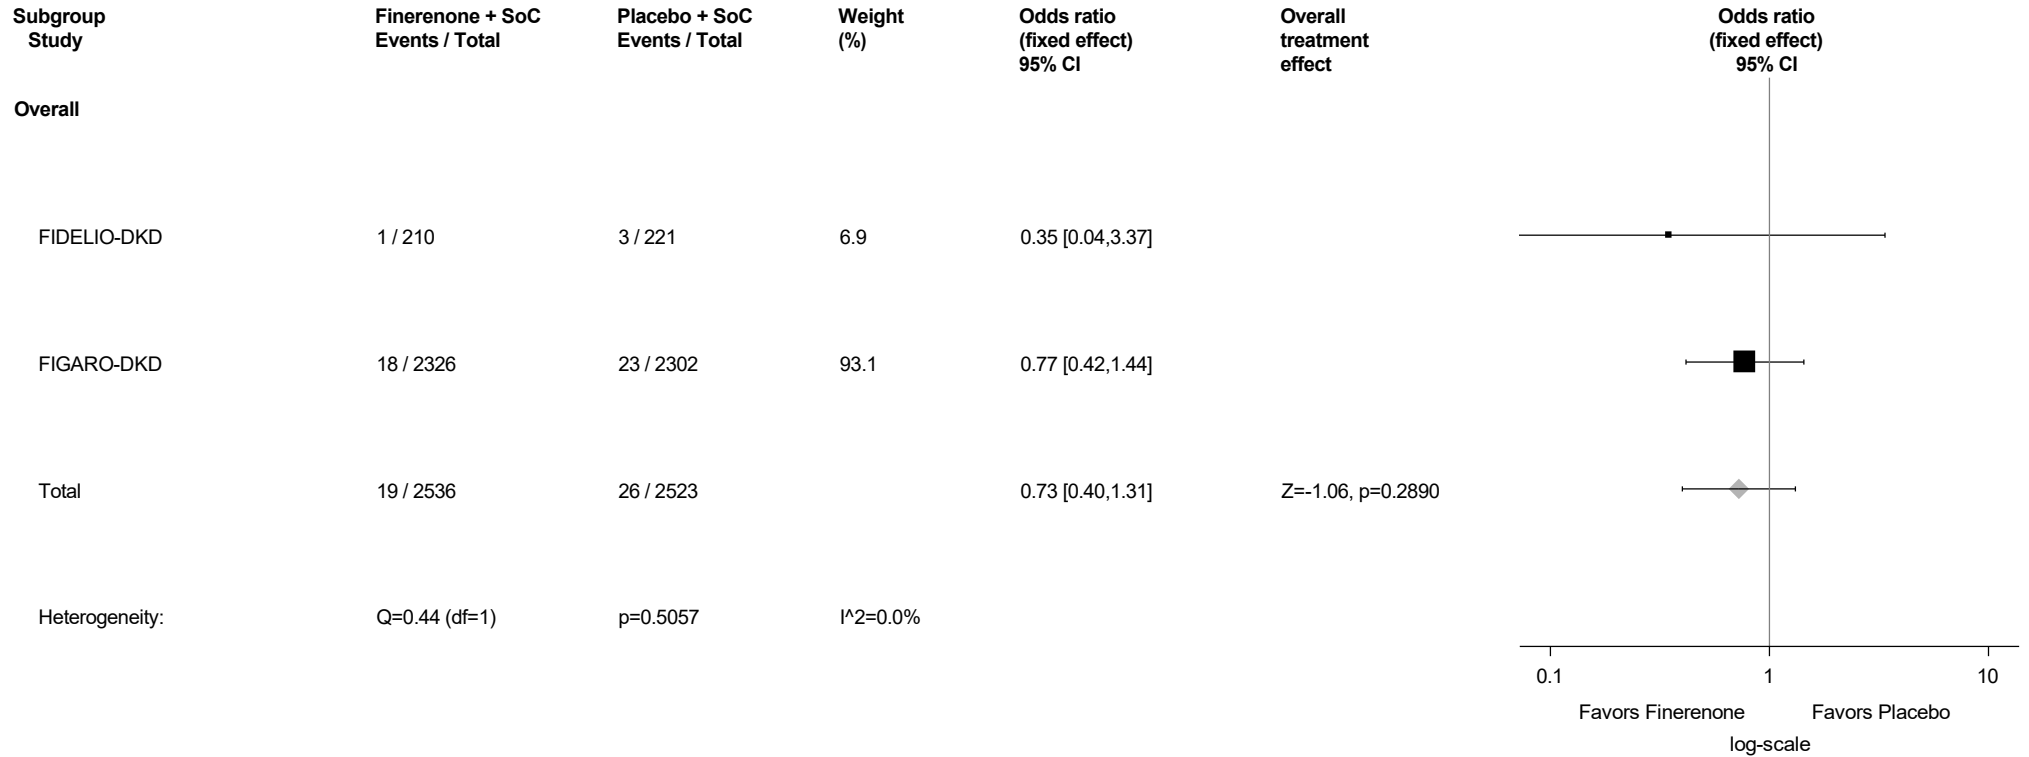 Subgroup Finerenone + SoC Placebo + SoC Weight Odds ratio Overall Odds ratio
Study Events / Total Events / Total (%) (fixed effect) treatment (fixed effect)
95% CI effect 95% CI
Overall
FIDELIO-DKD 1 / 210 3 / 221 6.9 0.35 [0.04,3.37]
FIGARO-DKD 18 / 2326 23 / 2302 93.1 0.77 [0.42,1.44]
Total 19 / 2536 26 / 2523 0.73 [0.40,1.31] Z=-1.06, p=0.2890
Heterogeneity: Q=0.44 (df=1) p=0.5057 I^2=0.0%
0.1 1 10
Favors Finerenone Favors Placebo
log-scale